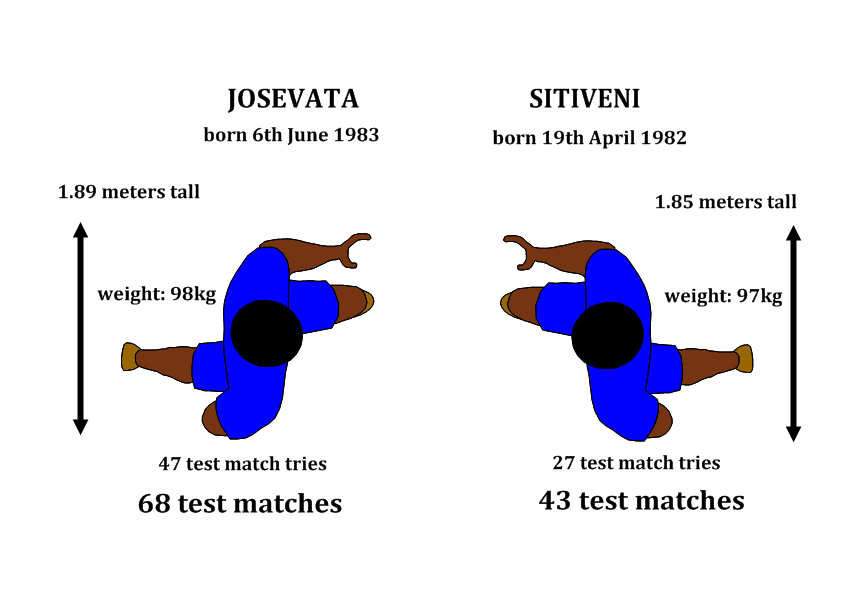 JOSEVATA
born 6th June 1983
1.89 meters tall
weight: 98kg
47 test match tries
68 test matches
SITIVENI
born 19th April 1982
1.85 meters tall
weight: 97kg
27 test match tries
43 test matches